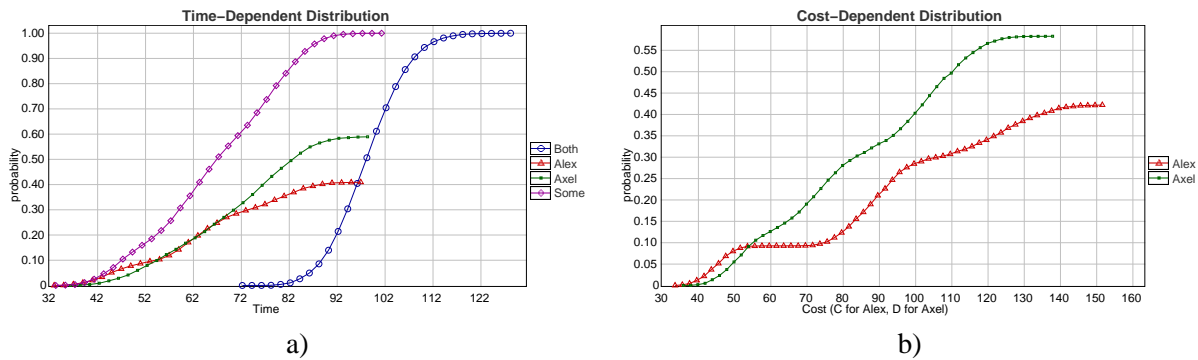 Time-Dependent Distribution
probability
1.00
0.90
0.80
0.70
0.60
0.50
0.40
0.30
0.20
0.10
0
32 42 52 62 72 82 92 102 112 122
Time
Both
Alex
Axel
Some
a)
Cost-Dependent Distribution
probability
0.55
0.50
0.45
0.40
0.35
0.30
0.25
0.20
0.15
0.10
0.05
0
30 40 50 60 70 80 90 100 110 120 130 140 150 160
Cost (C for Alex, D for Axel)
Alex
Axel
b)